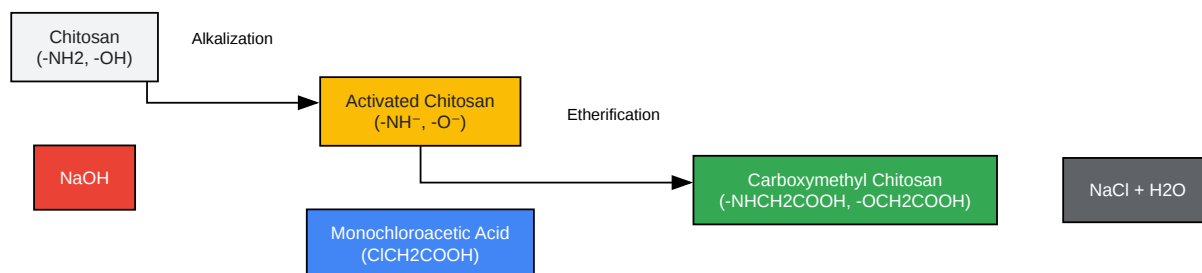 Chitosan
(-NH2, -OH)
Alkalization
Activated Chitosan
(-NH⁻, -O⁻)
Etherification
NaOH
Carboxymethyl Chitosan
(-NHCH2COOH, -OCH2COOH)
NaCl + H2O
Monochloroacetic Acid
(ClCH2COOH)